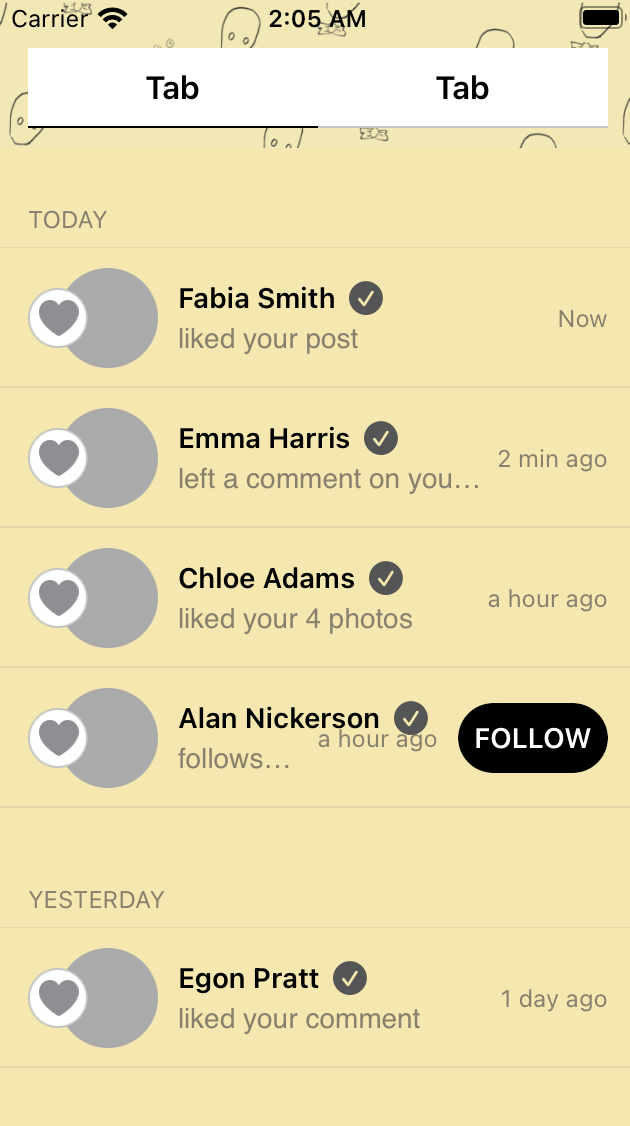 Carrier 2:05 AM
Tab Tab
TODAY
Fabia Smith
liked your post
Now
Emma Harris
left a comment on you…
2 min ago
Chloe Adams
liked your 4 photos
a hour ago
Alan Nickerson
follows…
a hour ago
FOLLOW
YESTERDAY
Egon Pratt
liked your comment
1 day ago